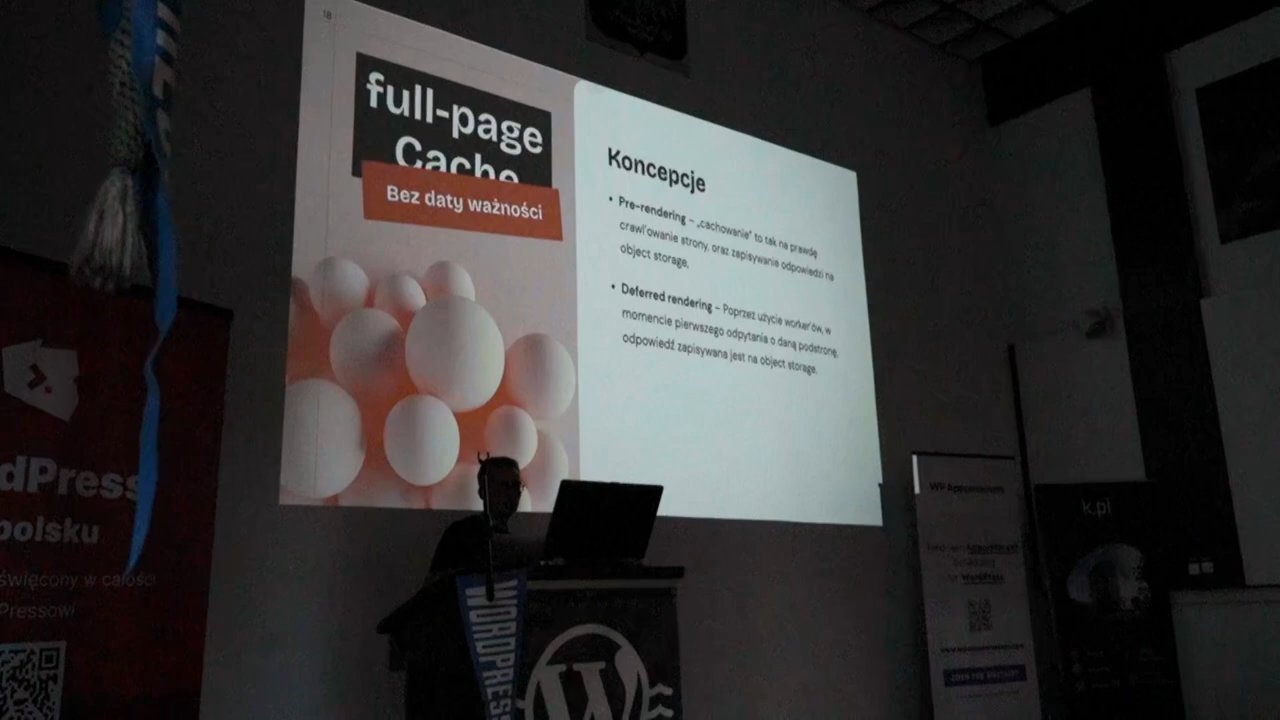 18
full-page
Cache
Bez daty ważności
Koncepcje
• Pre-rendering – „cachowanie" to tak na prawdę
crawl'owanie strony, oraz zapisywanie odpowiedzi na
object storage,
• Deferred rendering – Poprzez użycie worker'ów, w
momencie pierwszego odpytania o daną podstronę,
odpowiedź zapisywana jest na object storage.
dPress
polsku
święcony w całości
Pressowi
WORDPRESS
W
k.pl